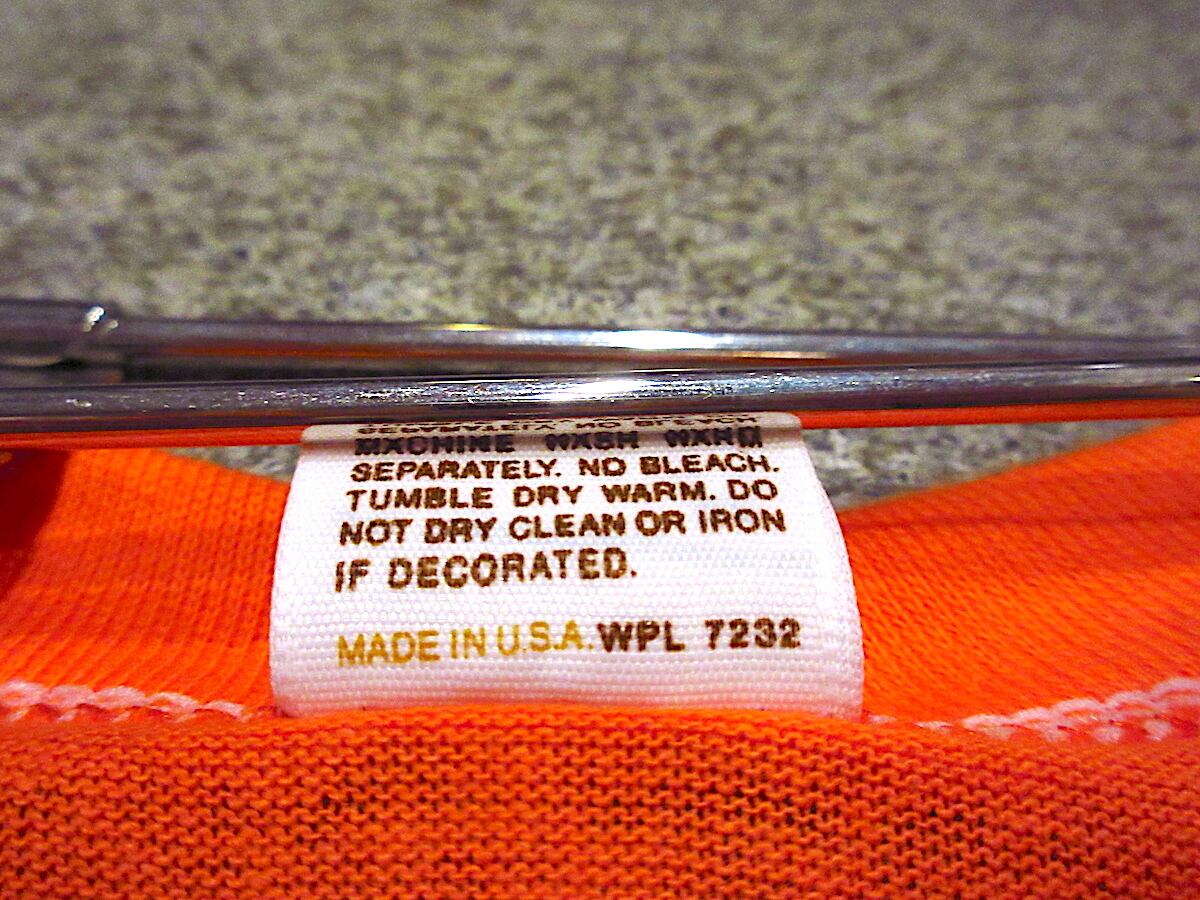 MACHINE WASH WARM
SEPARATELY. NO BLEACH.
TUMBLE DRY WARM. DO
NOT DRY CLEAN OR IRON
IF DECORATED.
MADE IN U.S.A. WPL 7232